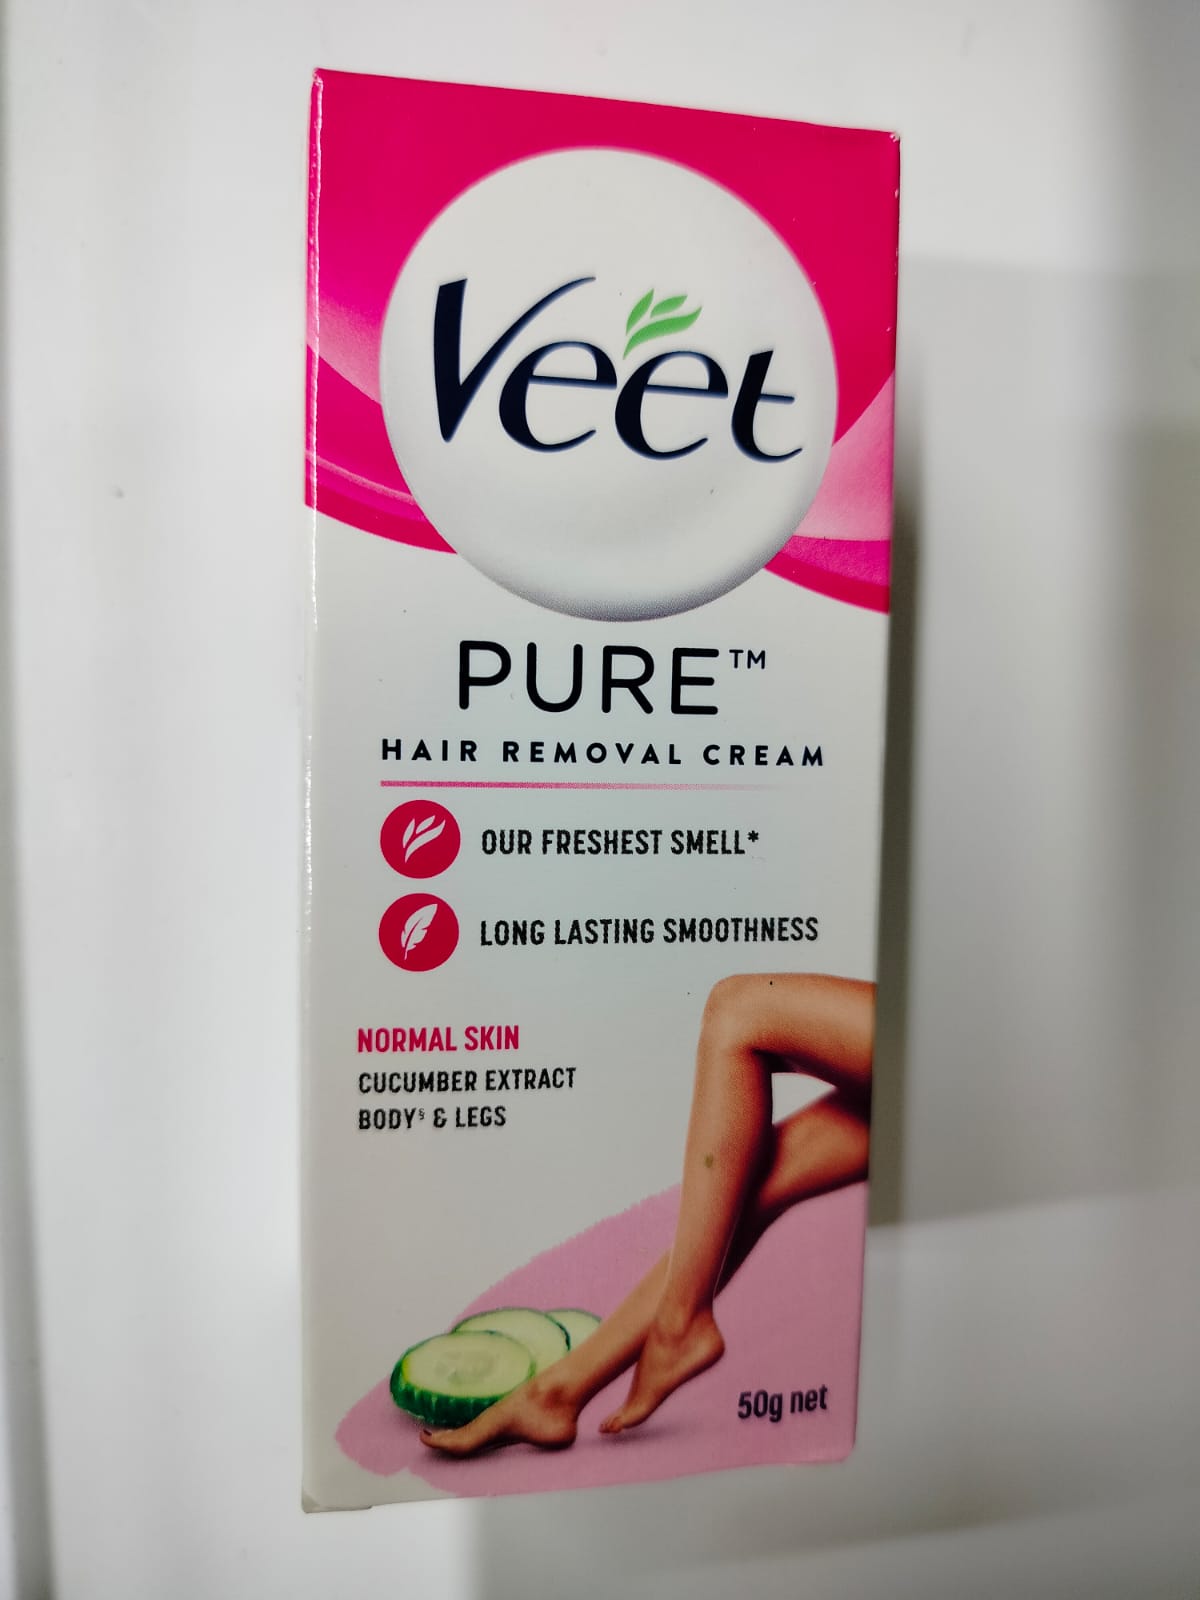 Veet
PURE™
HAIR REMOVAL CREAM
OUR FRESHEST SMELL*
LONG LASTING SMOOTHNESS
NORMAL SKIN
CUCUMBER EXTRACT
BODY§ & LEGS
50g net